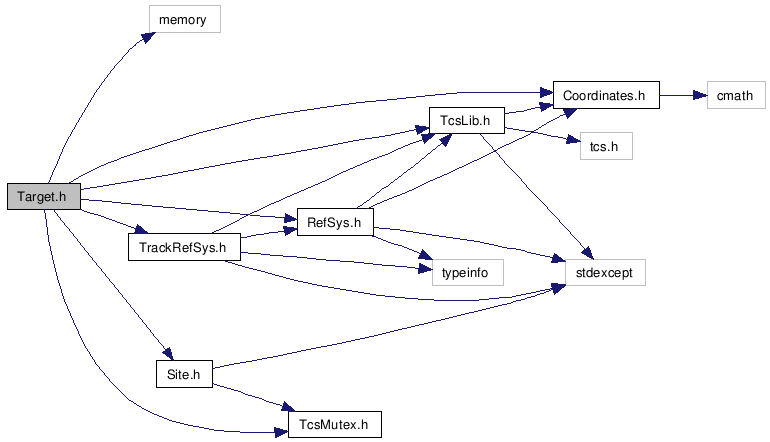 memory
Coordinates.h
cmath
TcsLib.h
tcs.h
Target.h
RefSys.h
TrackRefSys.h
typeinfo
stdexcept
Site.h
TcsMutex.h